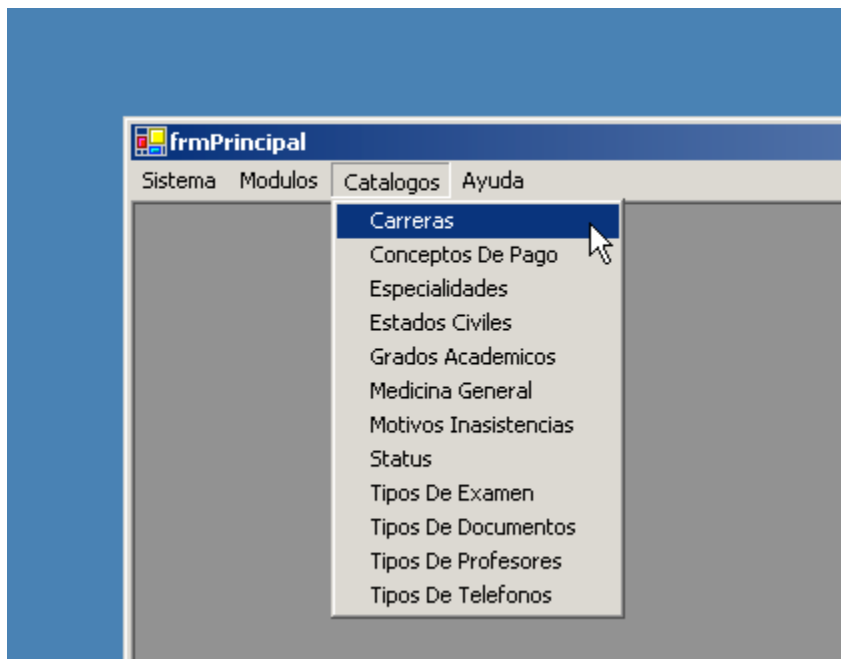 frmPrincipal
Sistema Modulos Catalogos Ayuda
Carreras
Conceptos De Pago
Especialidades
Estados Civiles
Grados Academicos
Medicina General
Motivos Inasistencias
Status
Tipos De Examen
Tipos De Documentos
Tipos De Profesores
Tipos De Telefonos